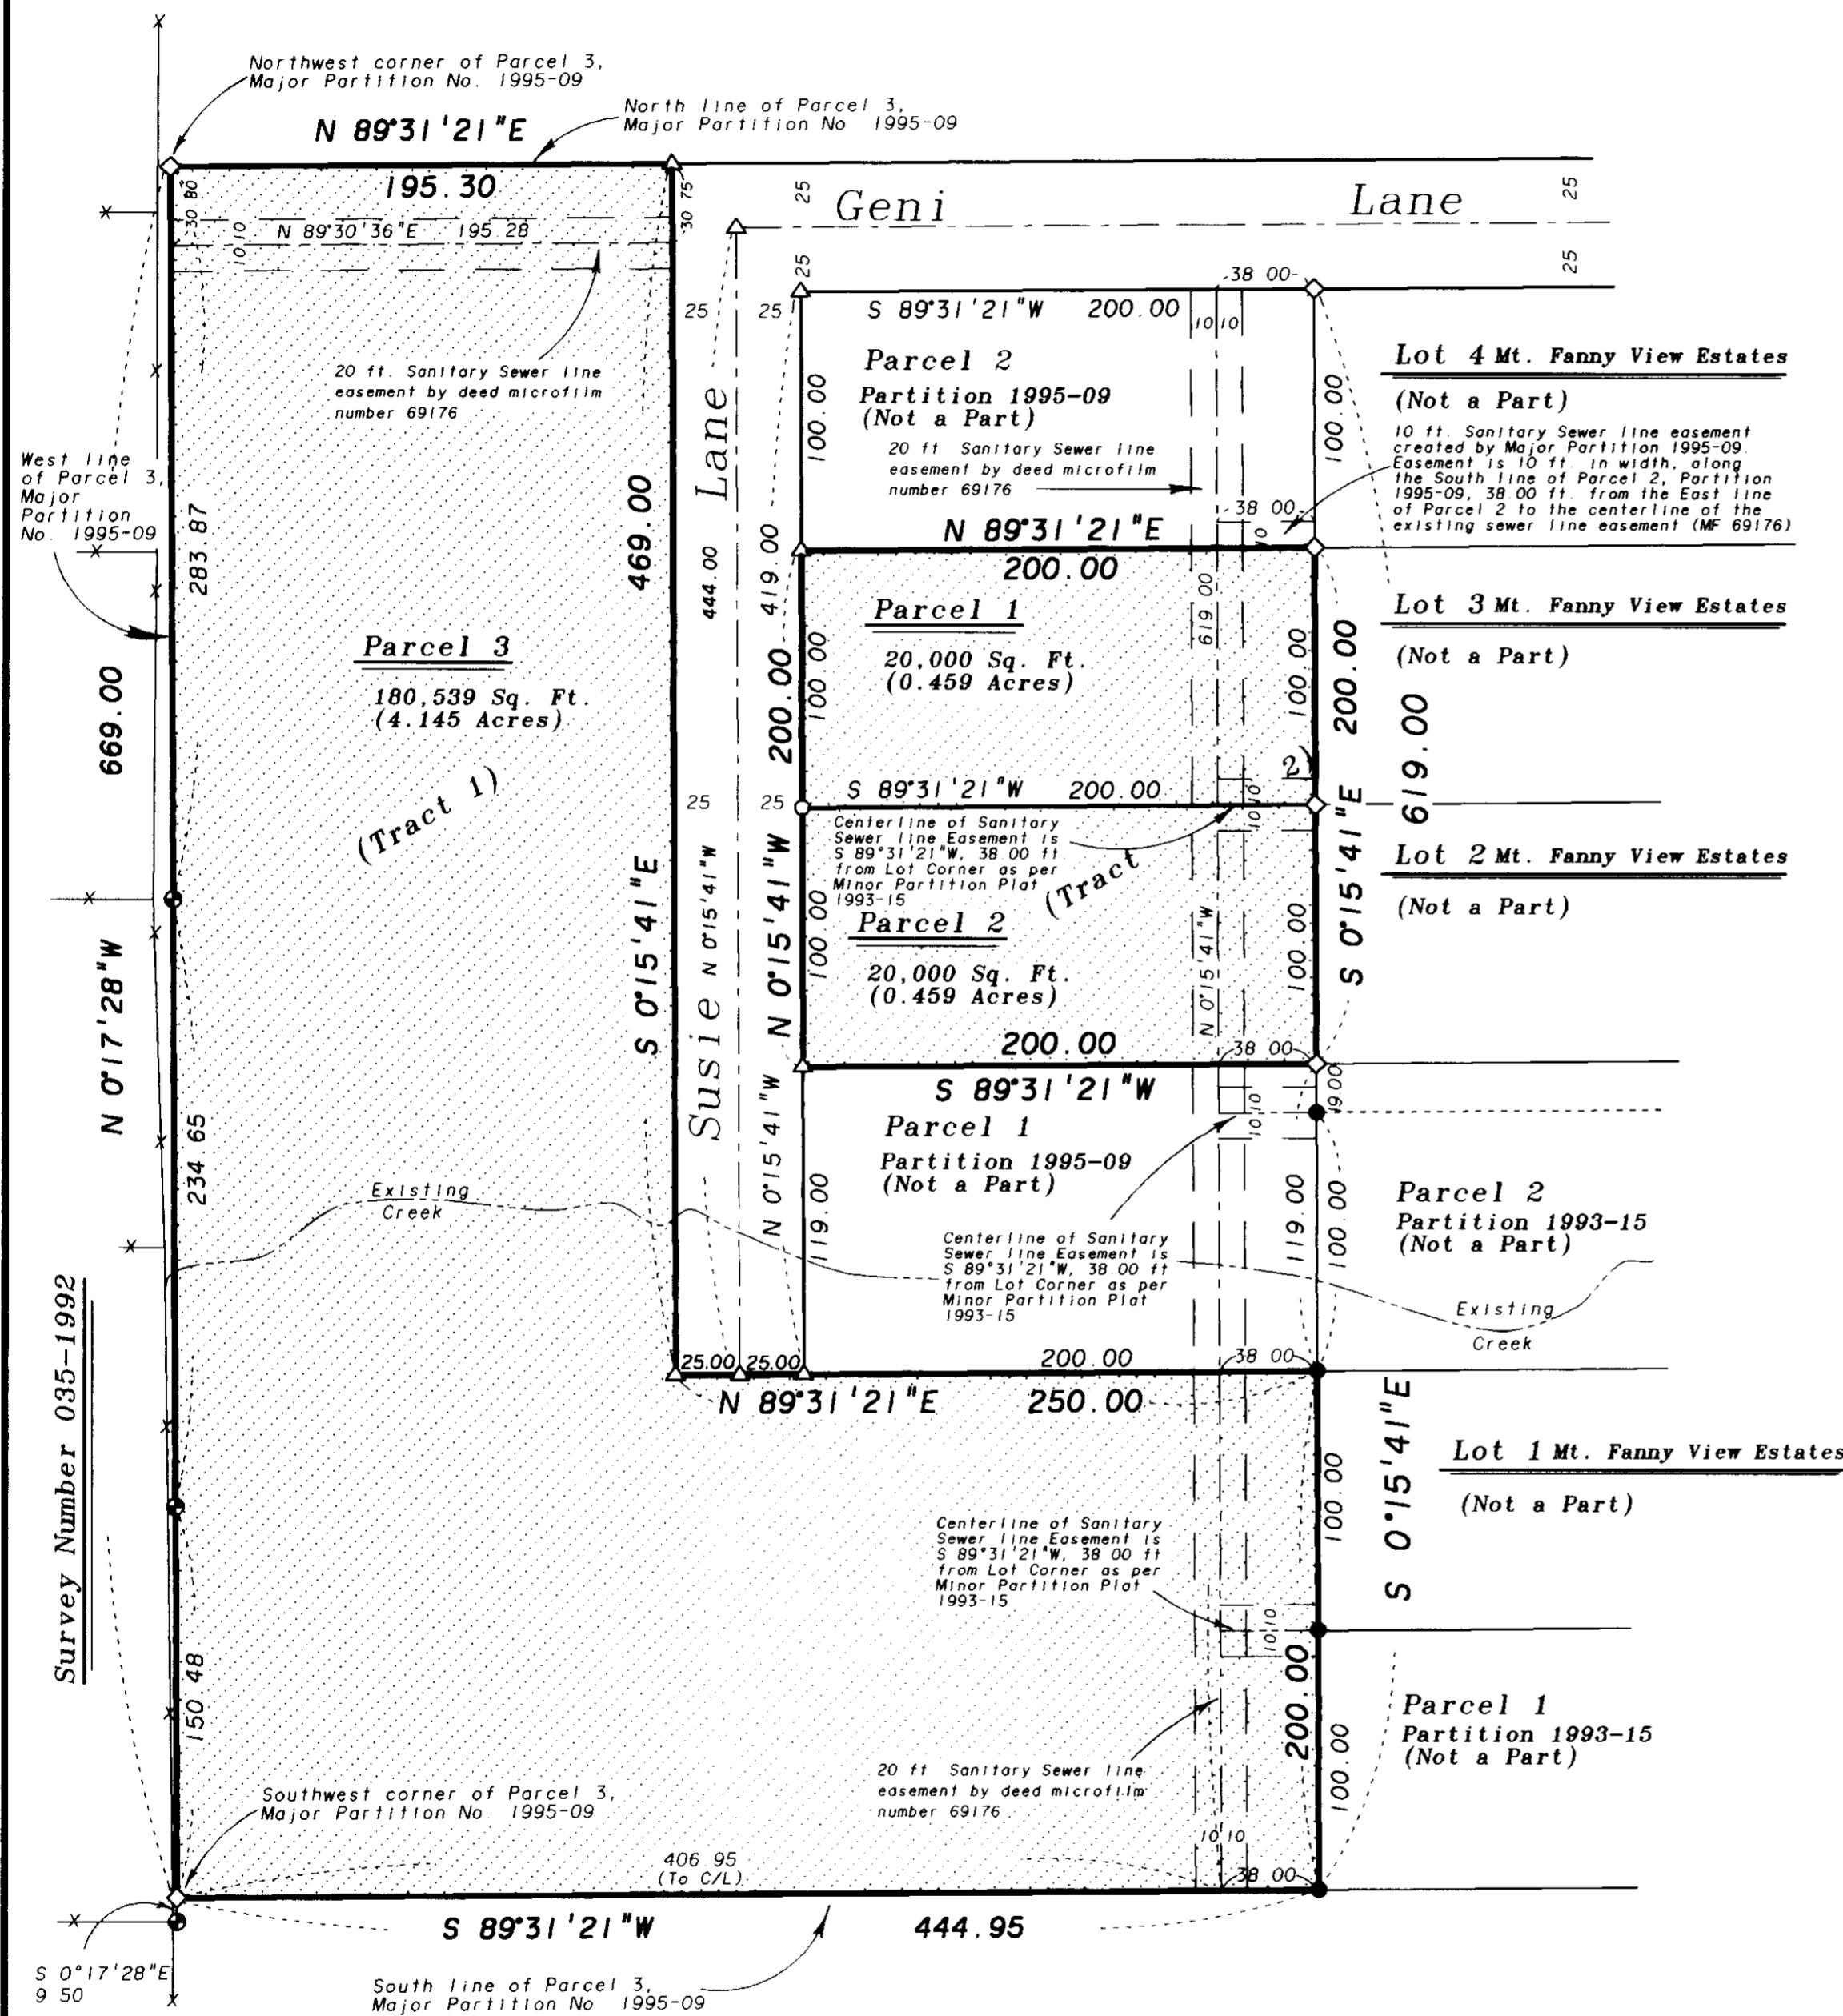 Northwest corner of Parcel 3,
Major Partition No. 1995-09
North line of Parcel 3,
Major Partition No 1995-09
N 89°31'21"E
195.30
30 80
30 75
10 10
N 89°30'36"E 195.28
20 ft. Sanitary Sewer line
easement by deed microfilm
number 69176
Geni Lane
25
25
25
25
25
25
S 89°31'21"W 200.00
38 00
10 10
Parcel 2
Partition 1995-09
(Not a Part)
100.00
100.00
20 ft Sanitary Sewer line
easement by deed microfilm
number 69176
38 00
10
Lot 4 Mt. Fanny View Estates
(Not a Part)
10 ft. Sanitary Sewer line easement
created by Major Partition 1995-09.
Easement is 10 ft. in width, along
the South line of Parcel 2, Partition
1995-09, 38.00 ft. from the East line
of Parcel 2 to the centerline of the
existing sewer line easement (MF 69176)
West line
of Parcel 3,
Major
Partition
No. 1995-09
283 87
669.00
N 0°17'28"W
234 65
150.48
469.00
S 0°15'41"E
444.00
419 00
Susie Lane
N 0°15'41"W
N 89°31'21"E
200.00
Parcel 1
20,000 Sq. Ft.
(0.459 Acres)
200.00
100.00
100.00
619 00
200.00
619.00
Lot 3 Mt. Fanny View Estates
(Not a Part)
Parcel 3
180,539 Sq. Ft.
(4.145 Acres)
(Tract 1)
25
25
S 89°31'21"W 200.00
10 10
Centerline of Sanitary
Sewer line Easement is
S 89°31'21"W, 38.00 ft
from Lot Corner as per
Minor Partition Plat
1993-15
(Tract 2)
Lot 2 Mt. Fanny View Estates
(Not a Part)
N 0°15'41"W
100.00
Parcel 2
20,000 Sq. Ft.
(0.459 Acres)
N 0°15'41"W
100.00
S 0°15'41"E
200.00
38 00
S 89°31'21"W
19 00
10 10
Parcel 1
Partition 1995-09
(Not a Part)
N 0°15'41"W
119.00
119 00
100 00
Centerline of Sanitary
Sewer line Easement is
S 89°31'21"W, 38.00 ft
from Lot Corner as per
Minor Partition Plat
1993-15
Parcel 2
Partition 1993-15
(Not a Part)
Existing
Creek
Existing
Creek
25.00 25.00
200.00
38 00
N 89°31'21"E 250.00
Survey Number 035-1992
S 0°15'41"E
Lot 1 Mt. Fanny View Estates
(Not a Part)
100 00
Centerline of Sanitary
Sewer line Easement is
S 89°31'21"W, 38 00 ft
from Lot Corner as per
Minor Partition Plat
1993-15
10 10
200.00
100 00
Parcel 1
Partition 1993-15
(Not a Part)
20 ft Sanitary Sewer line
easement by deed microfilm
number 69176
10 10
38 00
Southwest corner of Parcel 3,
Major Partition No. 1995-09
406 95
(To C/L)
S 89°31'21"W 444.95
S 0°17'28"E
9 50
South line of Parcel 3,
Major Partition No 1995-09